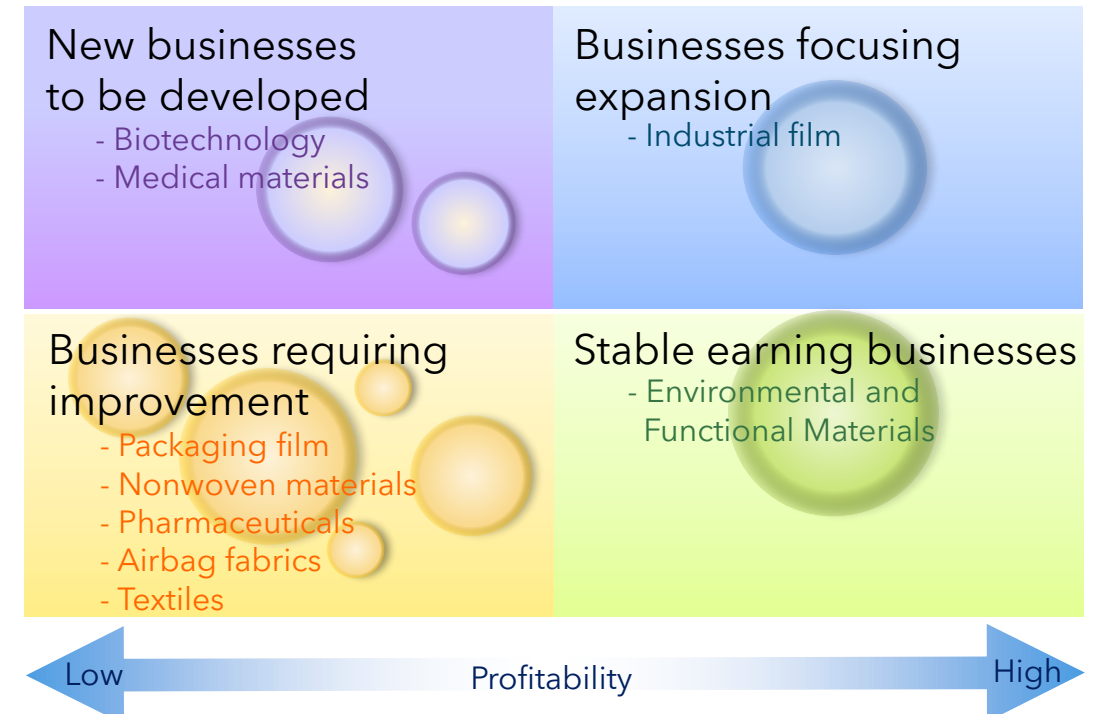 New businesses
to be developed
- Biotechnology
- Medical materials
Businesses focusing
expansion
- Industrial film
Businesses requiring
improvement
- Packaging film
- Nonwoven materials
- Pharmaceuticals
- Airbag fabrics
- Textiles
Stable earning businesses
- Environmental and
Functional Materials
Low
Profitability
High